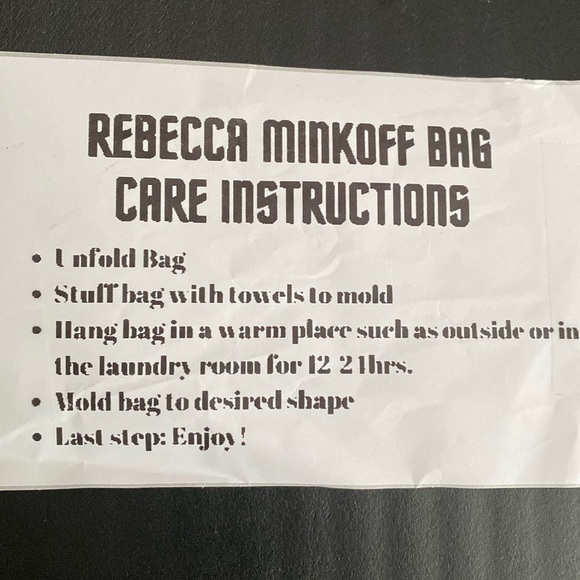 REBECCA MINKOFF BAG
CARE INSTRUCTIONS
• Unfold Bag
• Stuff bag with towels to mold
• Hang bag in a warm place such as outside or in
the laundry room for 12-24hrs.
• Mold bag to desired shape
• Last step: Enjoy!